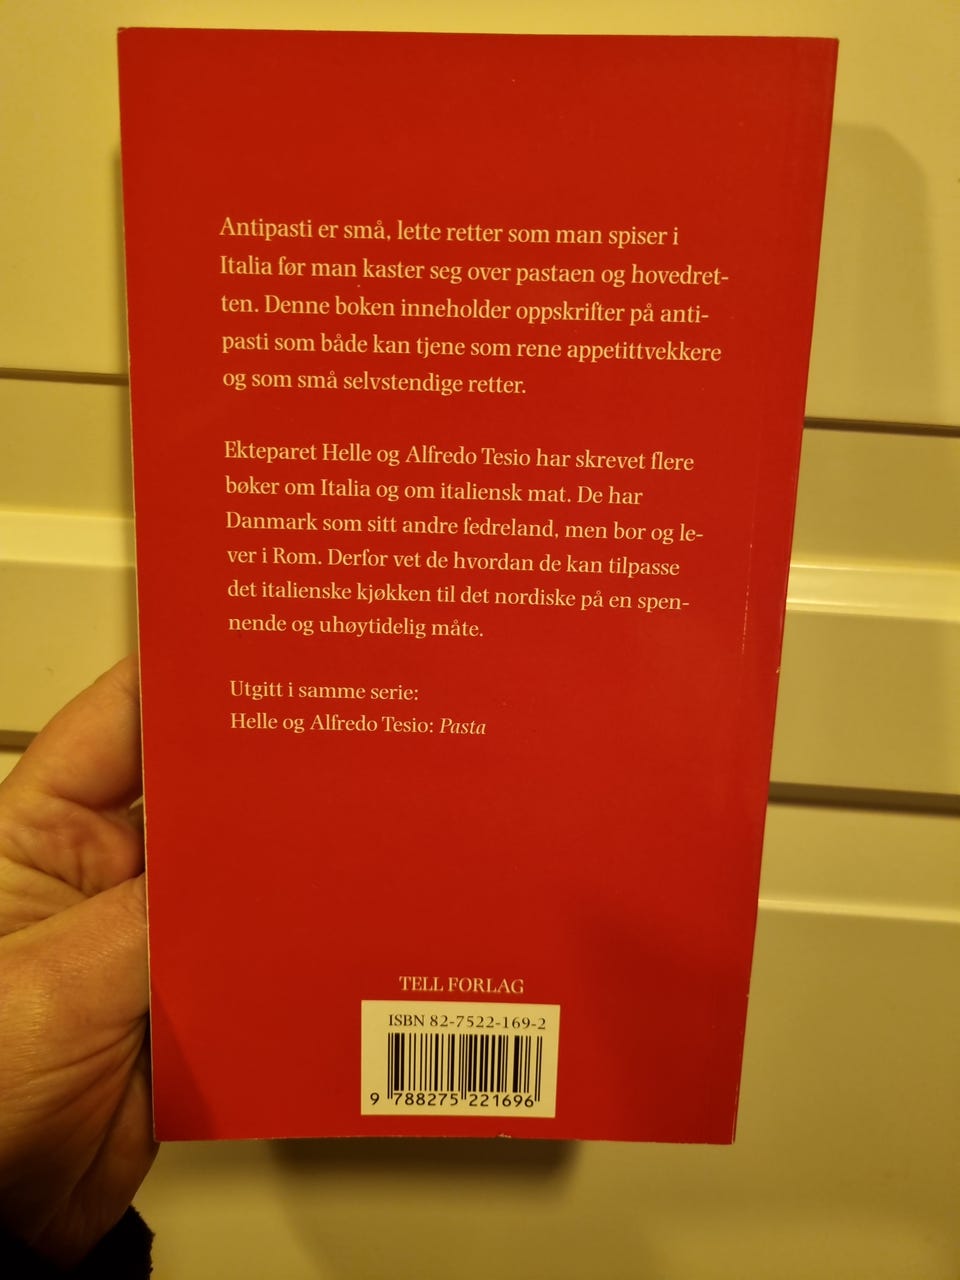 Antipasti er små, lette retter som man spiser i
Italia før man kaster seg over pastaen og hovedret-
ten. Denne boken inneholder oppskrifter på anti-
pasti som både kan tjene som rene appetittvekkere
og som små selvstendige retter.
Ekteparet Helle og Alfredo Tesio har skrevet flere
bøker om Italia og om italiensk mat. De har
Danmark som sitt andre fedreland, men bor og le-
ver i Rom. Derfor vet de hvordan de kan tilpasse
det italienske kjøkken til det nordiske på en spen-
nende og uhøytidelig måte.
Utgitt i samme serie:
Helle og Alfredo Tesio: Pasta
TELL FORLAG
ISBN 82-7522-169-2
9 788275 221696